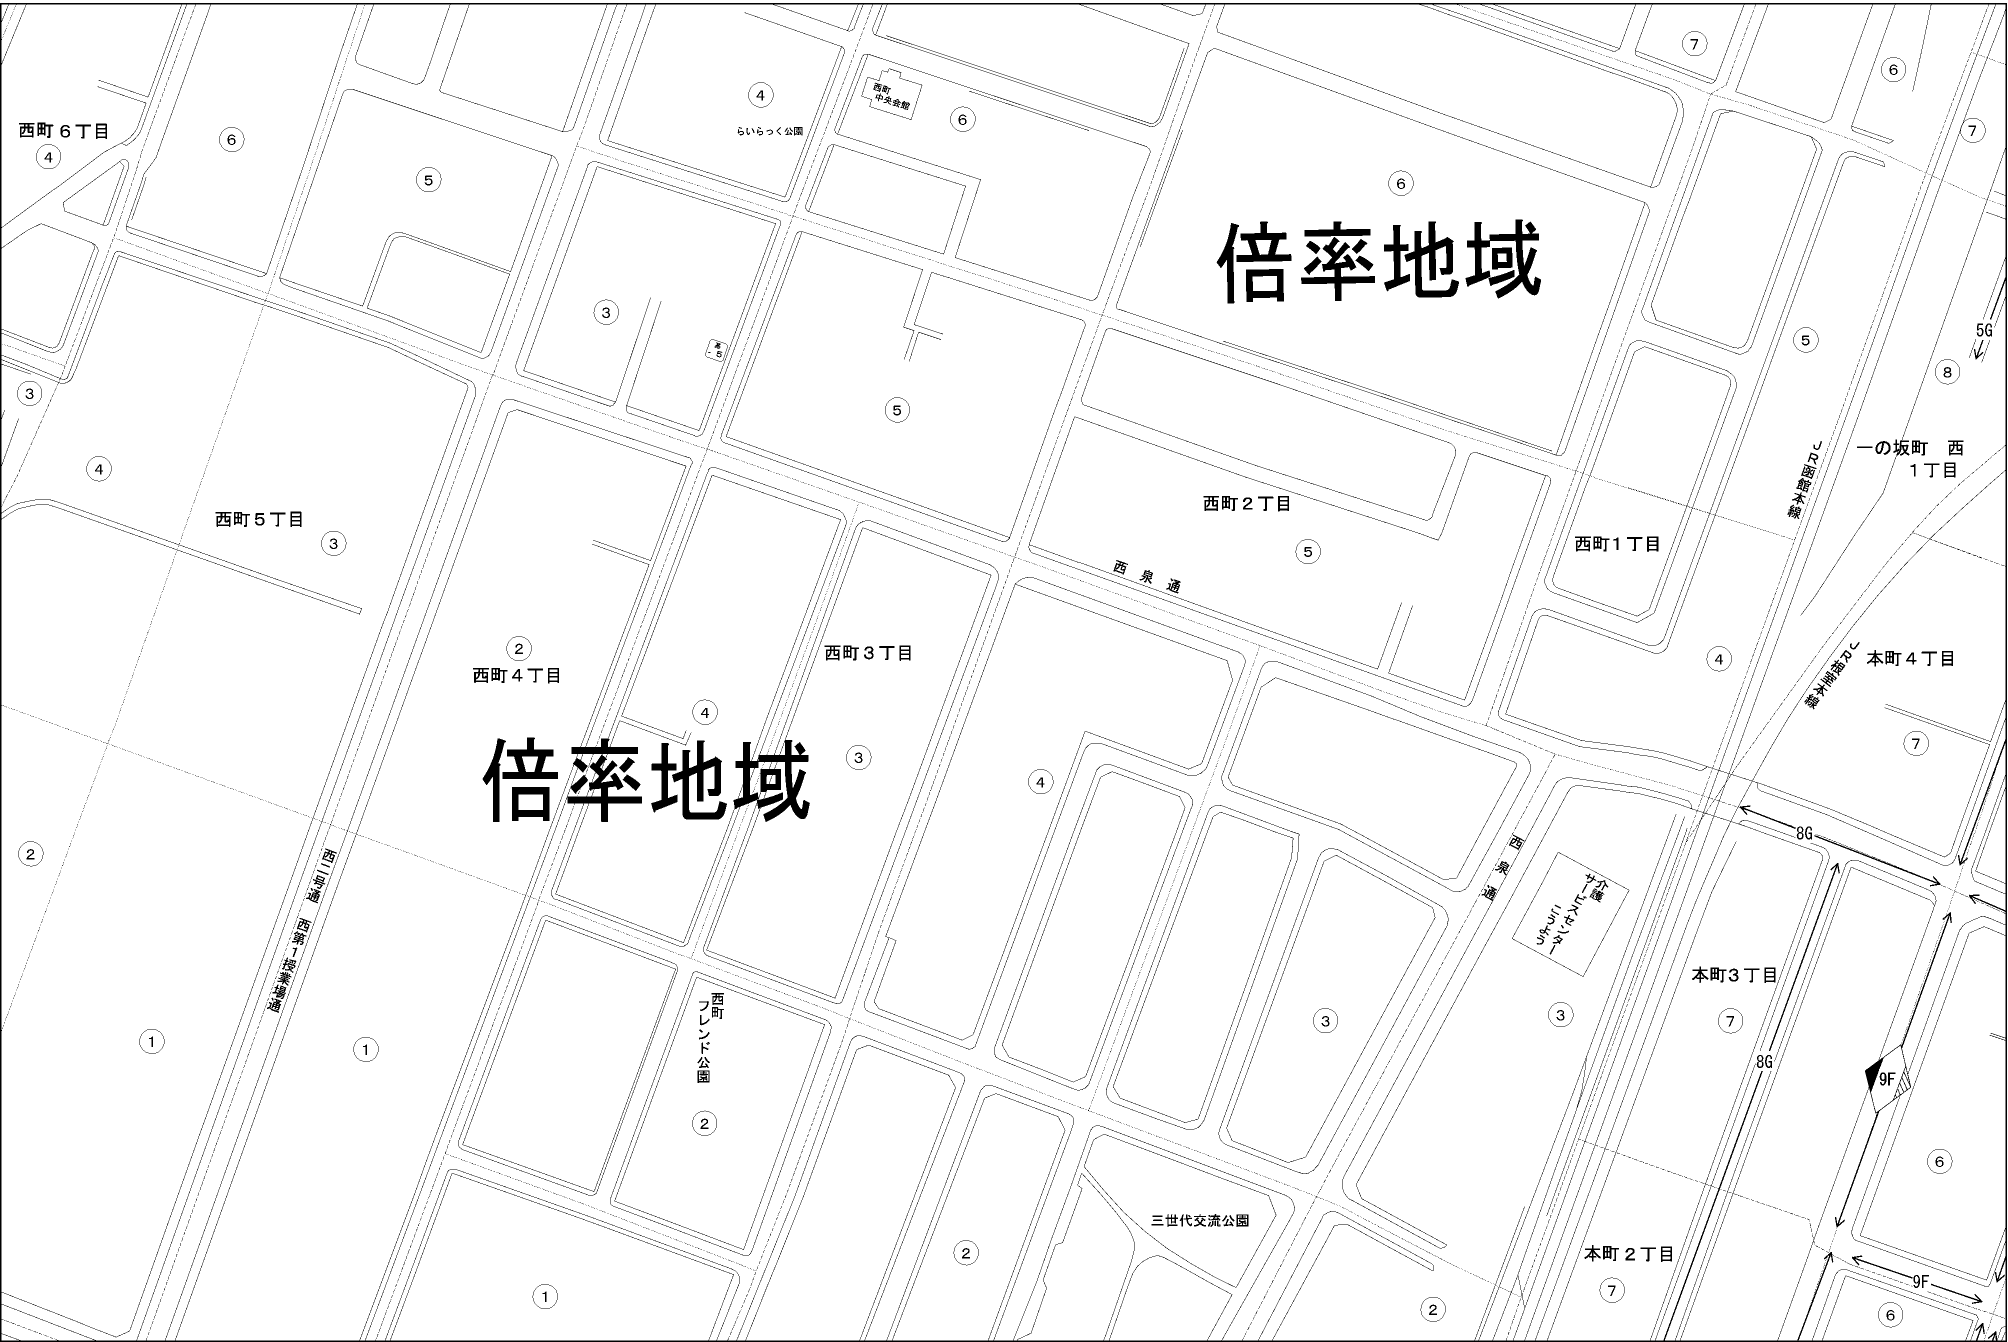 ⑦
⑥
④
西町
中央会館
⑥
らいらっく公園
⑦
西町6丁目
④
⑥
⑤
⑥
倍率地域
③
5
⑤
5G
⑧
③
⑤
一の坂町 西
1丁目
④
JR函館本線
西町2丁目
西町5丁目
③
⑤
西町1丁目
西泉通
②
西町4丁目
西町3丁目
④
本町4丁目
JR根室本線
④
⑦
倍率地域
③
④
8G
②
西泉通
西二号通 西第1授業場通
介護
サービスセンター
こうよう
本町3丁目
⑦
③
③
①
①
西町
フレンド公園
8G
9F
②
⑥
三世代交流公園
②
本町2丁目
⑦
9F
①
②
⑥